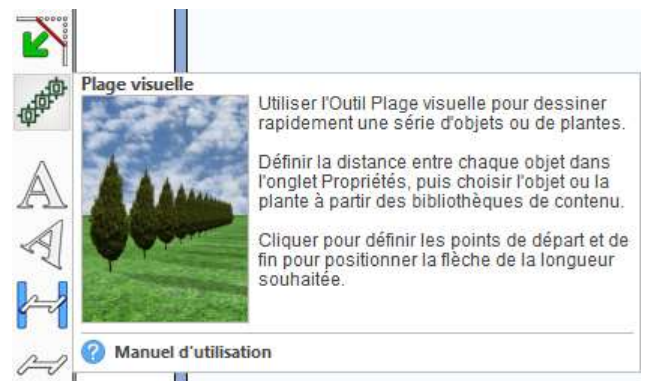 Plage visuelle
Utiliser l'Outil Plage visuelle pour dessiner
rapidement une série d'objets ou de plantes.
Définir la distance entre chaque objet dans
l'onglet Propriétés, puis choisir l'objet ou la
plante à partir des bibliothèques de contenu.
Cliquer pour définir les points de départ et de
fin pour positionner la flèche de la longueur
souhaitée.
Manuel d'utilisation